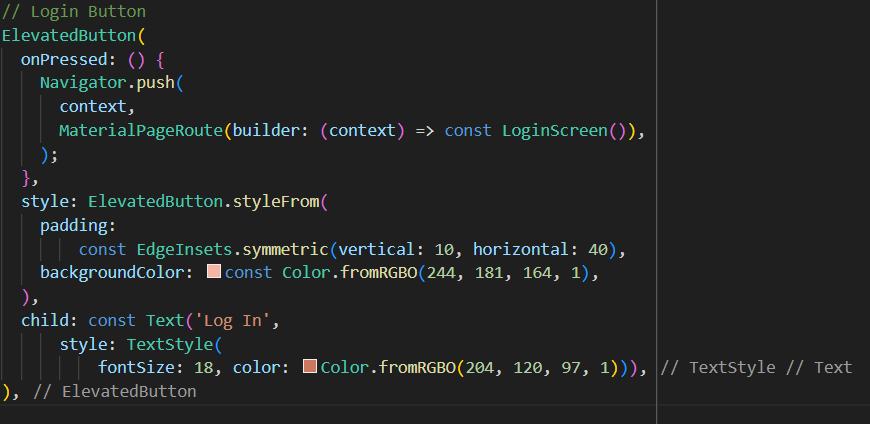 // Login Button
ElevatedButton(
  onPressed: () {
    Navigator.push(
      context,
      MaterialPageRoute(builder: (context) => const LoginScreen()),
    );
  },
  style: ElevatedButton.styleFrom(
    padding:
        const EdgeInsets.symmetric(vertical: 10, horizontal: 40),
    backgroundColor: const Color.fromRGBO(244, 181, 164, 1),
  ),
  child: const Text('Log In',
      style: TextStyle(
          fontSize: 18, color: Color.fromRGBO(204, 120, 97, 1))), // TextStyle // Text
), // ElevatedButton